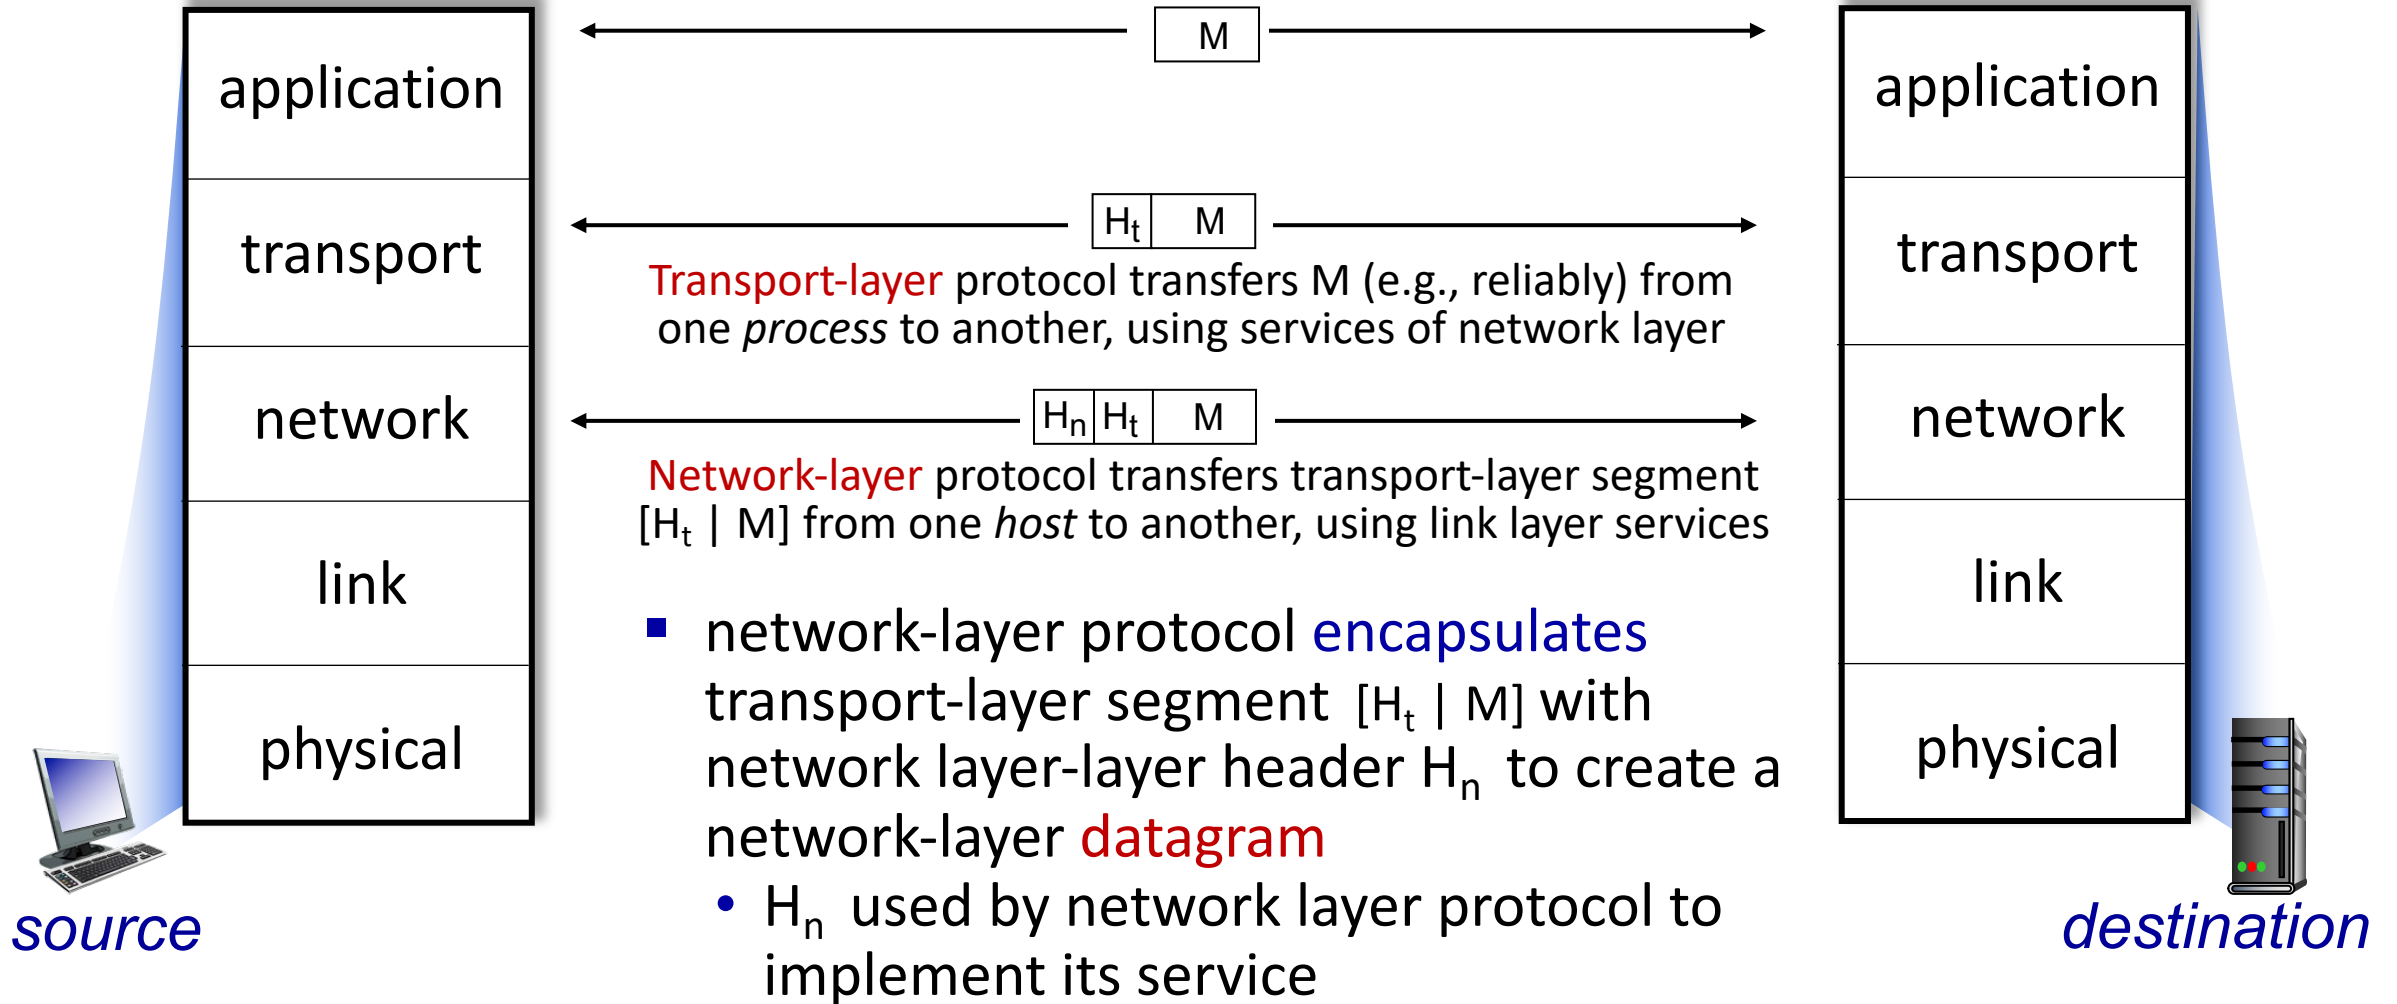 M
application
application
Ht M
transport
transport
Transport-layer protocol transfers M (e.g., reliably) from
one process to another, using services of network layer
network
Hn Ht M
network
Network-layer protocol transfers transport-layer segment
[Ht | M] from one host to another, using link layer services
link
link
network-layer protocol encapsulates
transport-layer segment [Ht | M] with
network layer-layer header Hn to create a
network-layer datagram
physical
physical
• Hn used by network layer protocol to
implement its service
source
destination